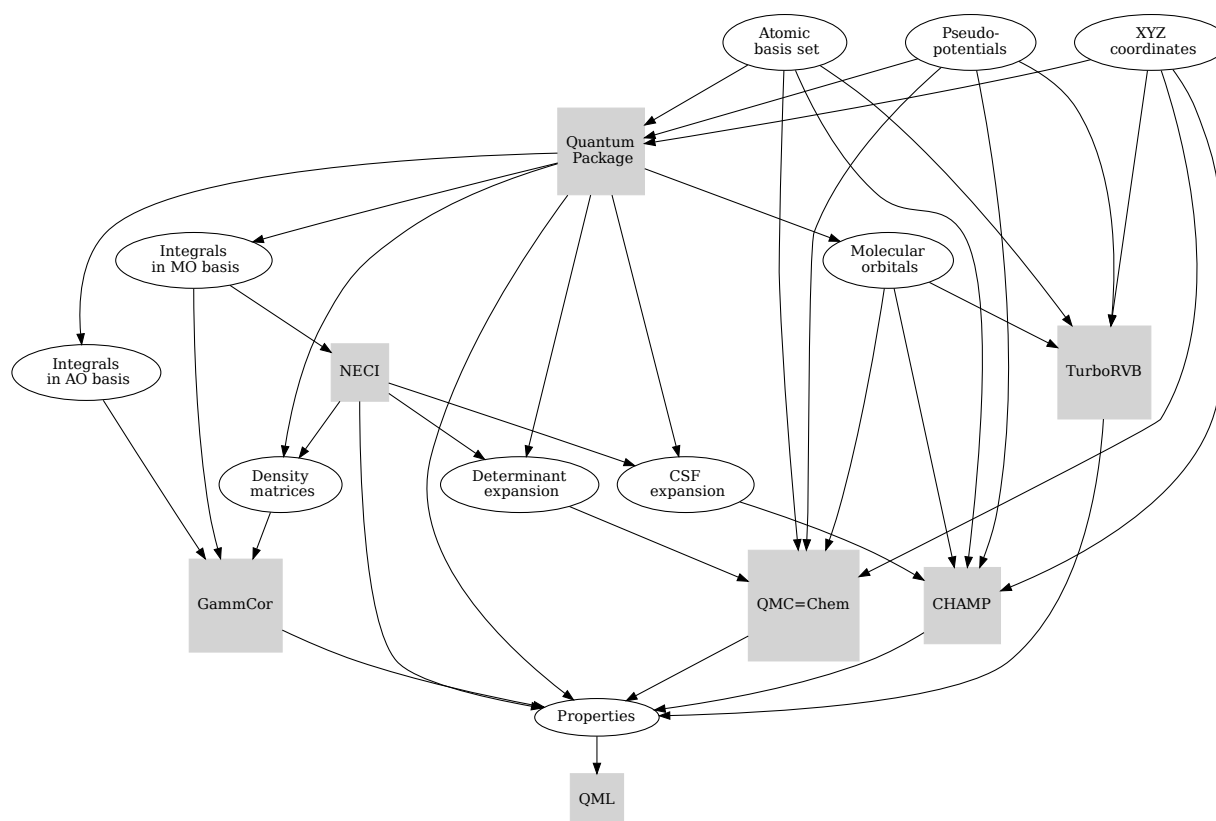 Atomic
basis set
Pseudo-
potentials
XYZ
coordinates
Quantum
Package
Integrals
in MO basis
Molecular
orbitals
Integrals
in AO basis
NECI
TurboRVB
Density
matrices
Determinant
expansion
CSF
expansion
GammCor
QMC=Chem
CHAMP
Properties
QML